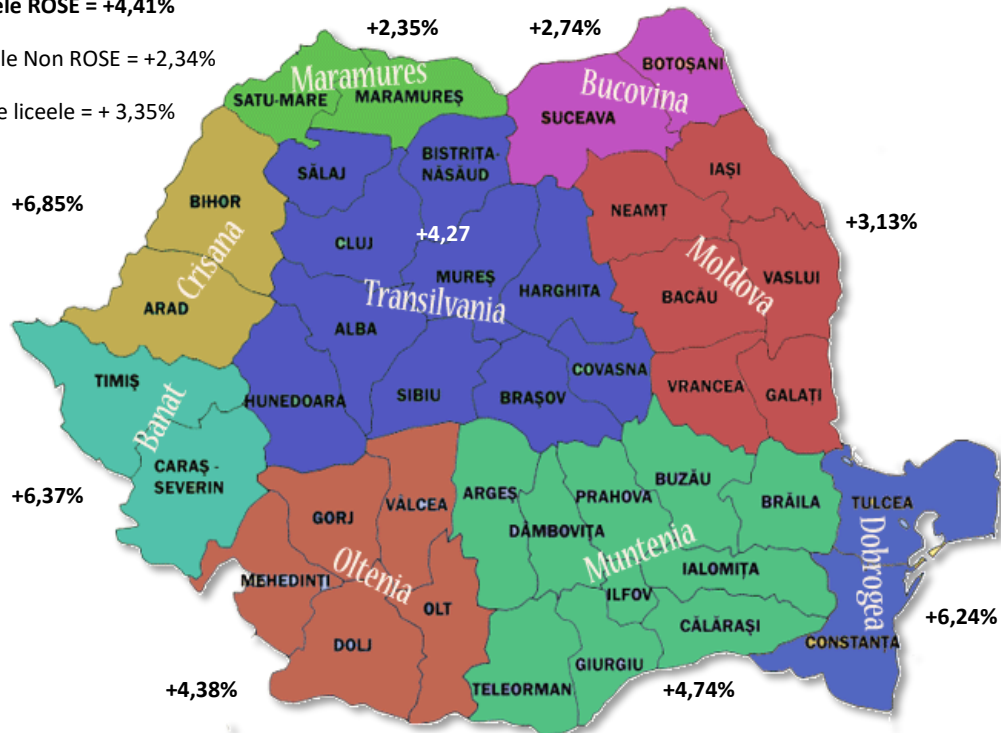 ele ROSE = +4,41%
le Non ROSE = +2,34%
e liceele = + 3,35%
+2,35%
+2,74%
Maramures
SATU-MARE
MARAMUREȘ
Bucovina
BOTOȘANI
SUCEAVA
+6,85%
BIHOR
Crisana
ARAD
SĂLAJ
BISTRIȚA-
NĂSĂUD
CLUJ
+4,27
MUREȘ
HARGHITA
Transilvania
ALBA
HUNEDOARA
SIBIU
BRAȘOV
COVASNA
IAȘI
NEAMȚ
+3,13%
Moldova
BACĂU
VASLUI
VRANCEA
GALAȚI
TIMIȘ
Banat
CARAȘ -
SEVERIN
+6,37%
GORJ
VÂLCEA
Oltenia
MEHEDINȚI
OLT
DOLJ
+4,38%
ARGEȘ
DÂMBOVIȚA
PRAHOVA
BUZĂU
BRĂILA
Muntenia
IALOMIȚA
ILFOV
CĂLĂRAȘI
GIURGIU
TELEORMAN
+4,74%
TULCEA
Dobrogea
CONSTANȚA
+6,24%